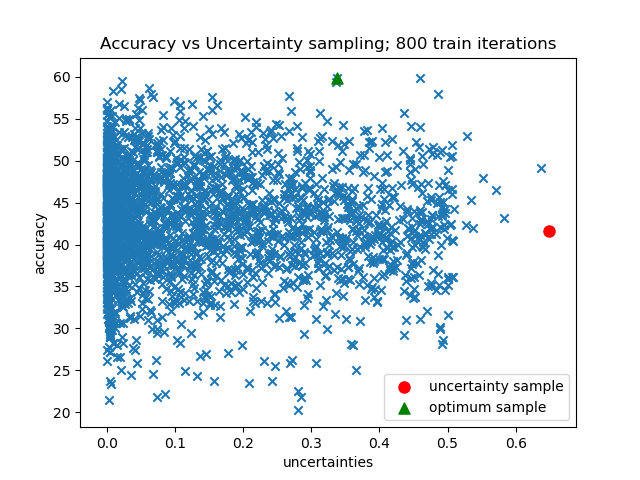 Accuracy vs Uncertainty sampling; 800 train iterations
60
55
50
45
40
35
30
25
20
accuracy
0.0 0.1 0.2 0.3 0.4 0.5 0.6
uncertainties
uncertainty sample
optimum sample